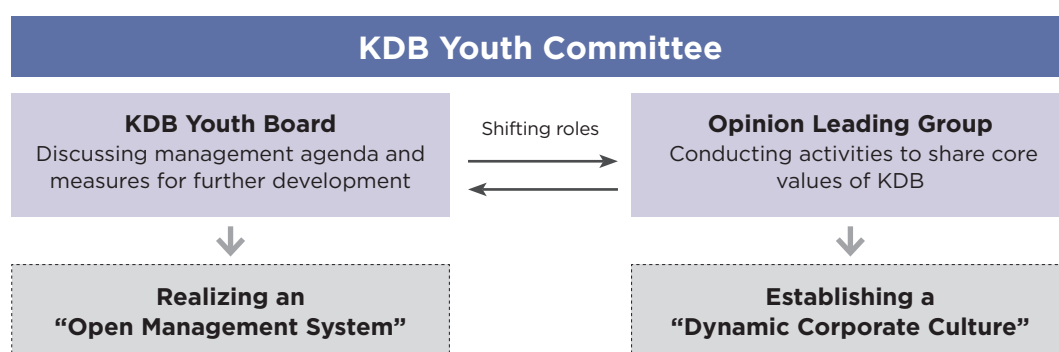 KDB Youth Committee
KDB Youth Board
Discussing management agenda and
measures for further development
Shifting roles
Opinion Leading Group
Conducting activities to share core
values of KDB
Realizing an
“Open Management System”
Establishing a
“Dynamic Corporate Culture”